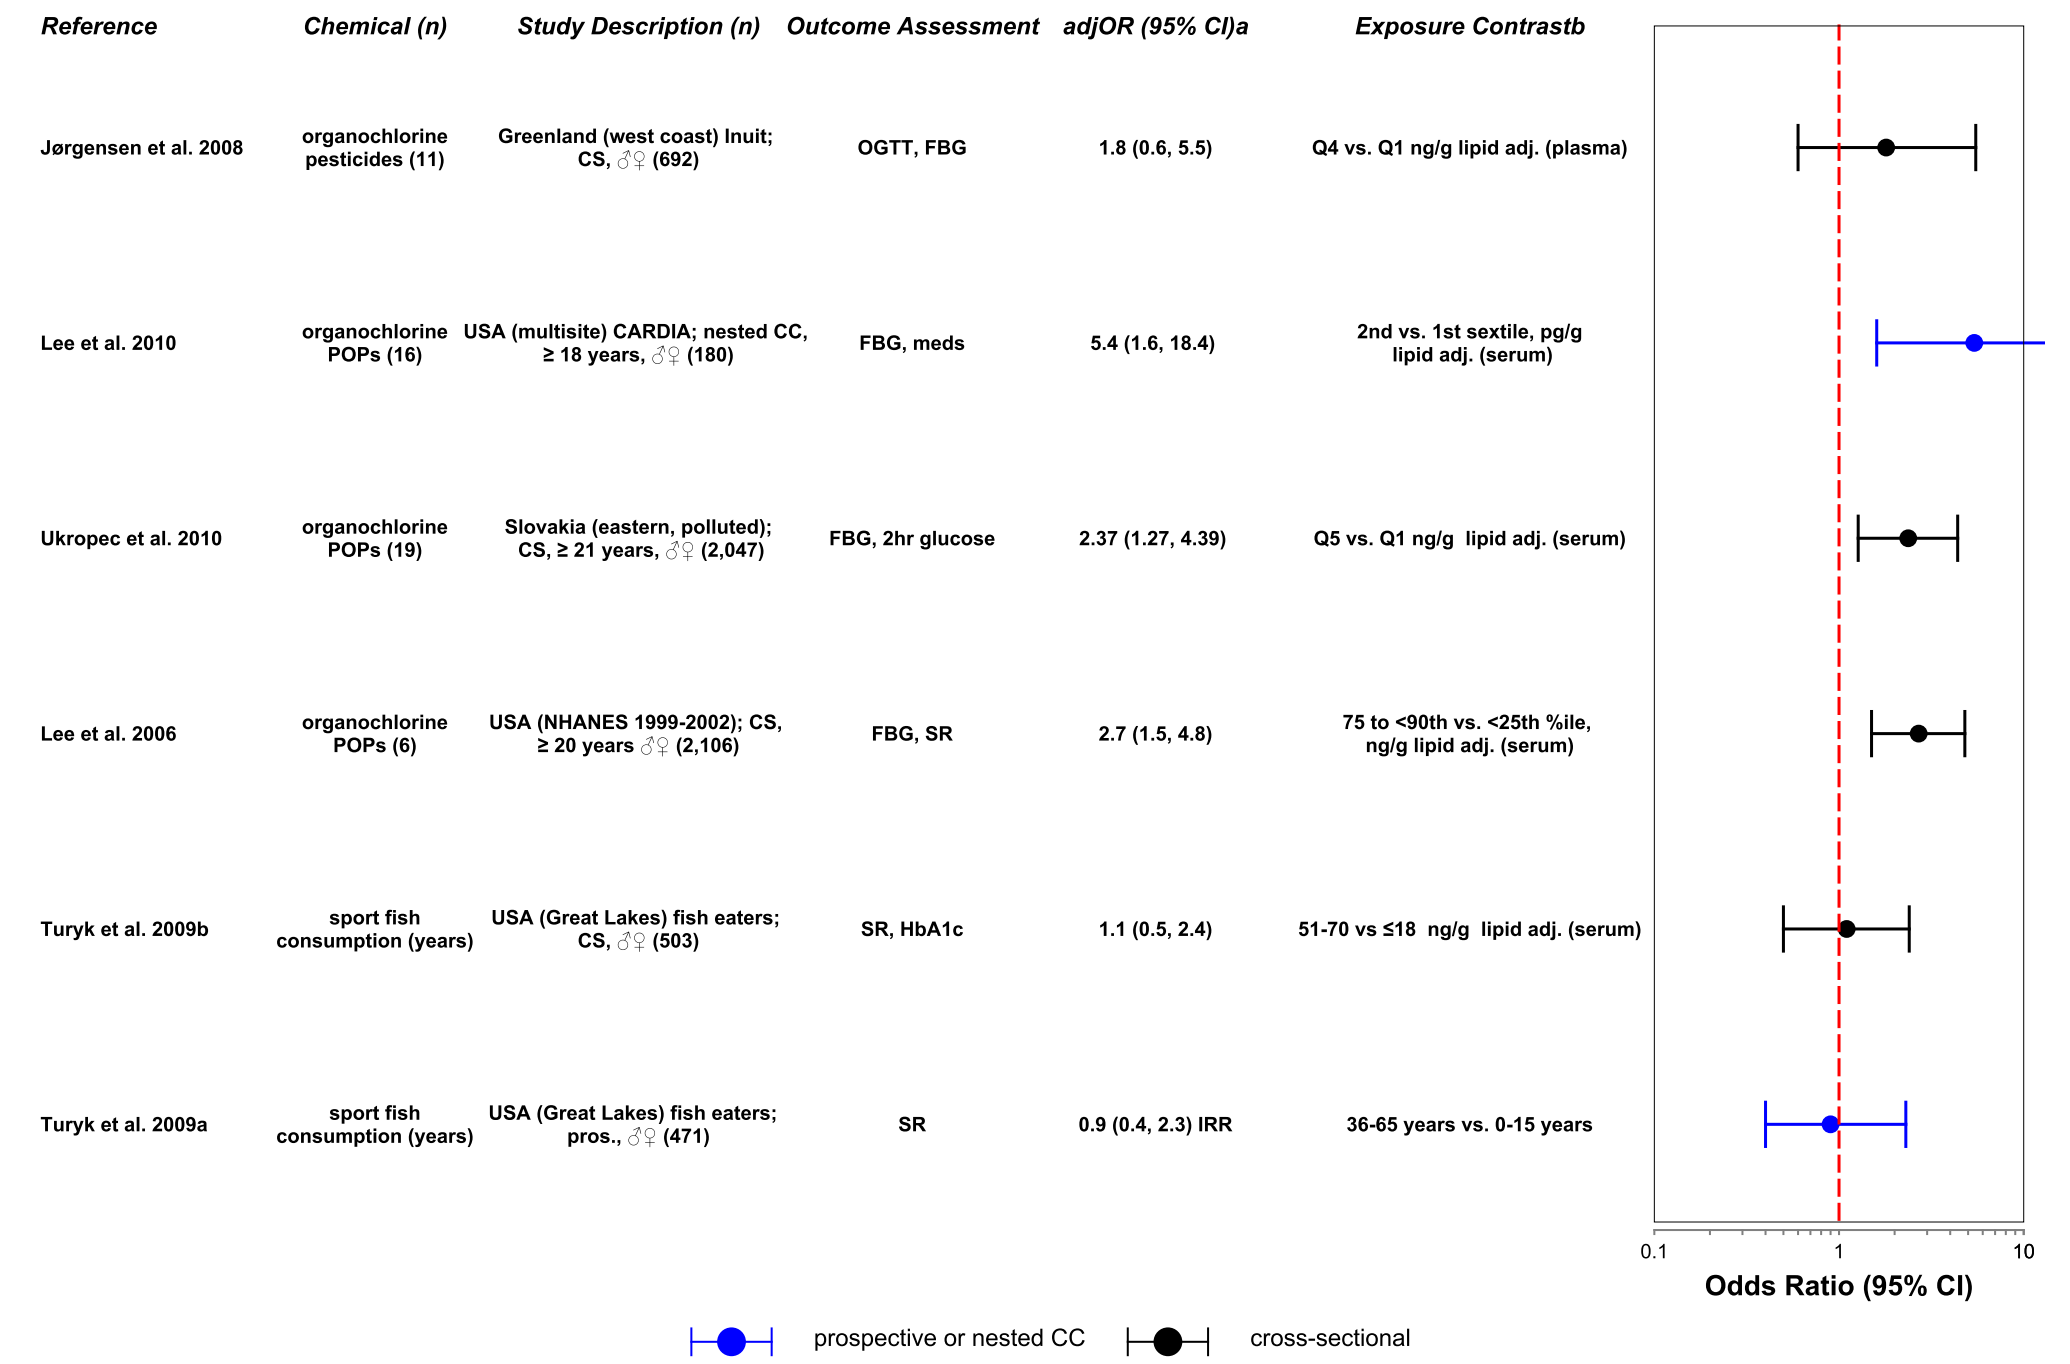 Reference Chemical (n) Study Description (n) Outcome Assessment adjOR (95% CI)a Exposure Contrastb
Jørgensen et al. 2008
organochlorine
pesticides (11)
Greenland (west coast) Inuit;
CS, ♂♀ (692)
OGTT, FBG
1.8 (0.6, 5.5)
Q4 vs. Q1 ng/g lipid adj. (plasma)
Lee et al. 2010
organochlorine
POPs (16)
USA (multisite) CARDIA; nested CC,
≥ 18 years, ♂♀ (180)
FBG, meds
5.4 (1.6, 18.4)
2nd vs. 1st sextile, pg/g
lipid adj. (serum)
Ukropec et al. 2010
organochlorine
POPs (19)
Slovakia (eastern, polluted);
CS, ≥ 21 years, ♂♀ (2,047)
FBG, 2hr glucose
2.37 (1.27, 4.39)
Q5 vs. Q1 ng/g  lipid adj. (serum)
Lee et al. 2006
organochlorine
POPs (6)
USA (NHANES 1999-2002); CS,
≥ 20 years ♂♀ (2,106)
FBG, SR
2.7 (1.5, 4.8)
75 to <90th vs. <25th %ile,
ng/g lipid adj. (serum)
Turyk et al. 2009b
sport fish
consumption (years)
USA (Great Lakes) fish eaters;
CS, ♂♀ (503)
SR, HbA1c
1.1 (0.5, 2.4)
51-70 vs ≤18  ng/g  lipid adj. (serum)
Turyk et al. 2009a
sport fish
consumption (years)
USA (Great Lakes) fish eaters;
pros., ♂♀ (471)
SR
0.9 (0.4, 2.3) IRR
36-65 years vs. 0-15 years
0.1 1 10
Odds Ratio (95% CI)
prospective or nested CC cross-sectional